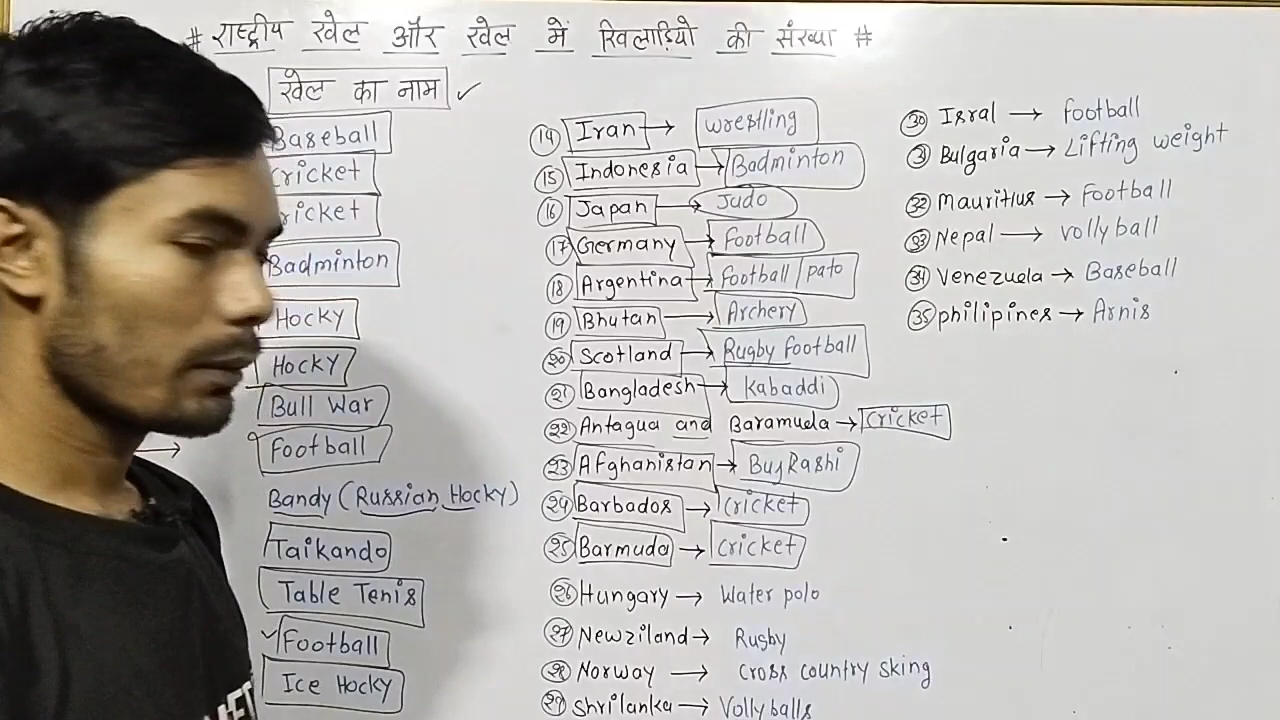 # राष्ट्रीय खेल और खेल में खिलाड़ियो की संख्या #
खेल का नाम ✓
Baseball
Cricket
Cricket
Badminton
Hocky
Hocky
Bull War
→ Football
Bandy (Russian Hocky)
Taikando
Table Tenis
✓ Football
Ice Hocky
14 Iran → wrestling
15 Indonesia → Badminton
16 Japan → Judo
17 Germany → Football
18 Argentina → Football/pato
19 Bhutan → Archery
20 Scotland → Rugby football
21 Bangladesh → Kabaddi
22 Antagua and Baramuda → Cricket
23 Afghanistan → BuzRashi
24 Barbados → Cricket
25 Barmuda → cricket
26 Hungary → Water polo
27 Newziland → Rugby
28 Norway → cross country sking
29 Shrilanka → Vollyballs
30 Isral → football
31 Bulgaria → Lifting weight
32 Mauritius → Football
33 Nepal → vollyball
34 Venezuela → Baseball
35 philipines → Arnis